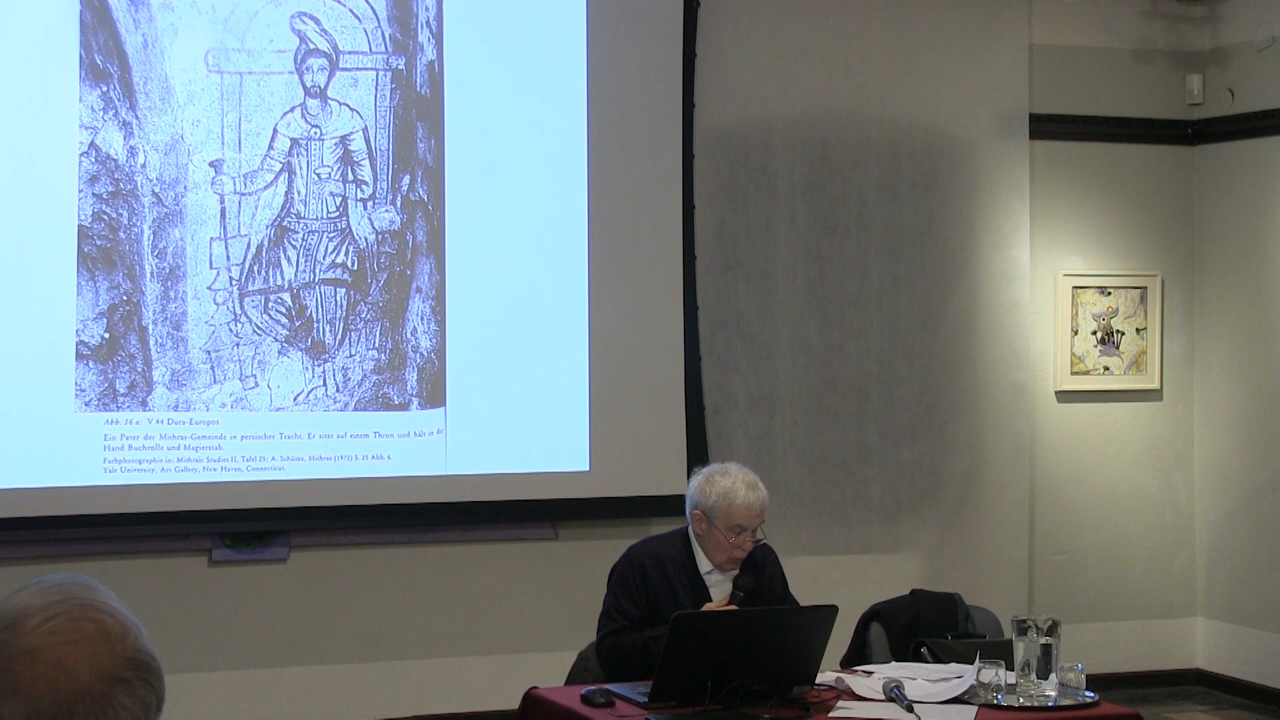 Abb. 16 a: V 44 Dura-Europos
Ein Pater der Mithras-Gemeinde in persischer Tracht. Er sitzt auf einem Thron und hält in der
Hand Buchrolle und Magierstab.
Farbphotographie in: Mithraic Studies II, Tafel 25; A. Schütze, Mithras (1972) S. 25 Abb. 6.
Yale University, Art Gallery, New Haven, Connecticut.